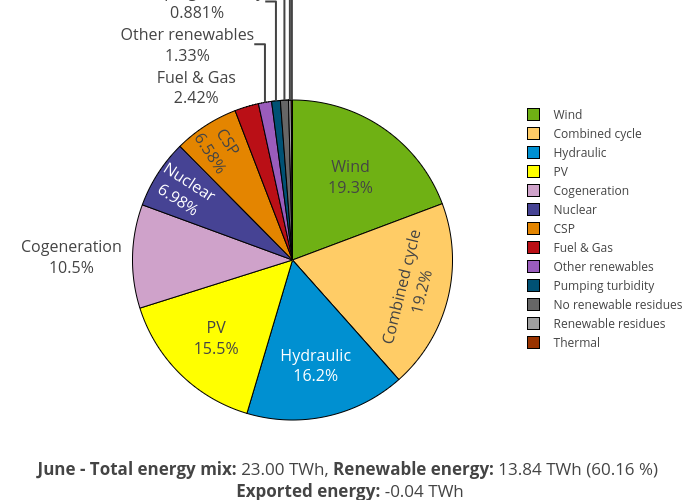 0.881%
Other renewables
1.33%
Fuel & Gas
2.42%
CSP
6.58%
Nuclear
6.98%
Cogeneration
10.5%
PV
15.5%
Hydraulic
16.2%
Combined cycle
19.2%
Wind
19.3%
Wind
Combined cycle
Hydraulic
PV
Cogeneration
Nuclear
CSP
Fuel & Gas
Other renewables
Pumping turbidity
No renewable residues
Renewable residues
Thermal
June - Total energy mix: 23.00 TWh, Renewable energy: 13.84 TWh (60.16 %)
Exported energy: -0.04 TWh